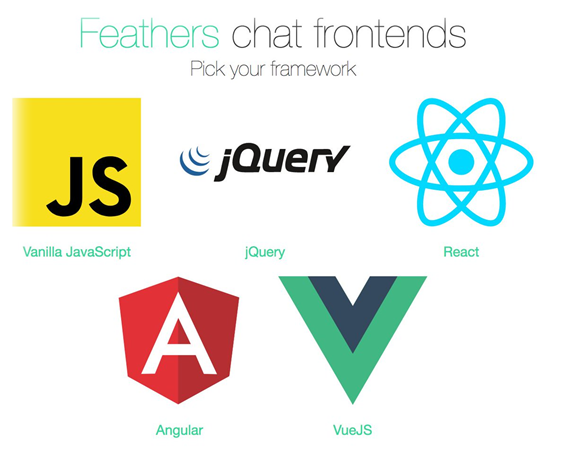 Feathers chat frontends
Pick your framework
JS
jQuery
Vanilla JavaScript
jQuery
React
A
Angular
VueJS